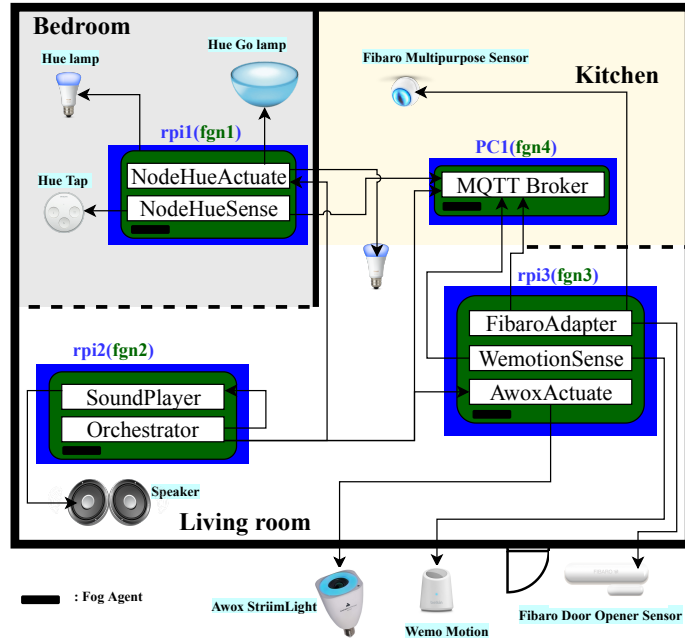 Bedroom
Hue lamp
Hue Go lamp
Fibaro Multipurpose Sensor
Kitchen
rpi1(fgn1)
PC1(fgn4)
NodeHueActuate
MQTT Broker
Hue Tap
NodeHueSense
rpi3(fgn3)
FibaroAdapter
rpi2(fgn2)
WemotionSense
SoundPlayer
AwoxActuate
Orchestrator
Speaker
Living room
: Fog Agent
Awox StriimLight
Wemo Motion
Fibaro Door Opener Sensor